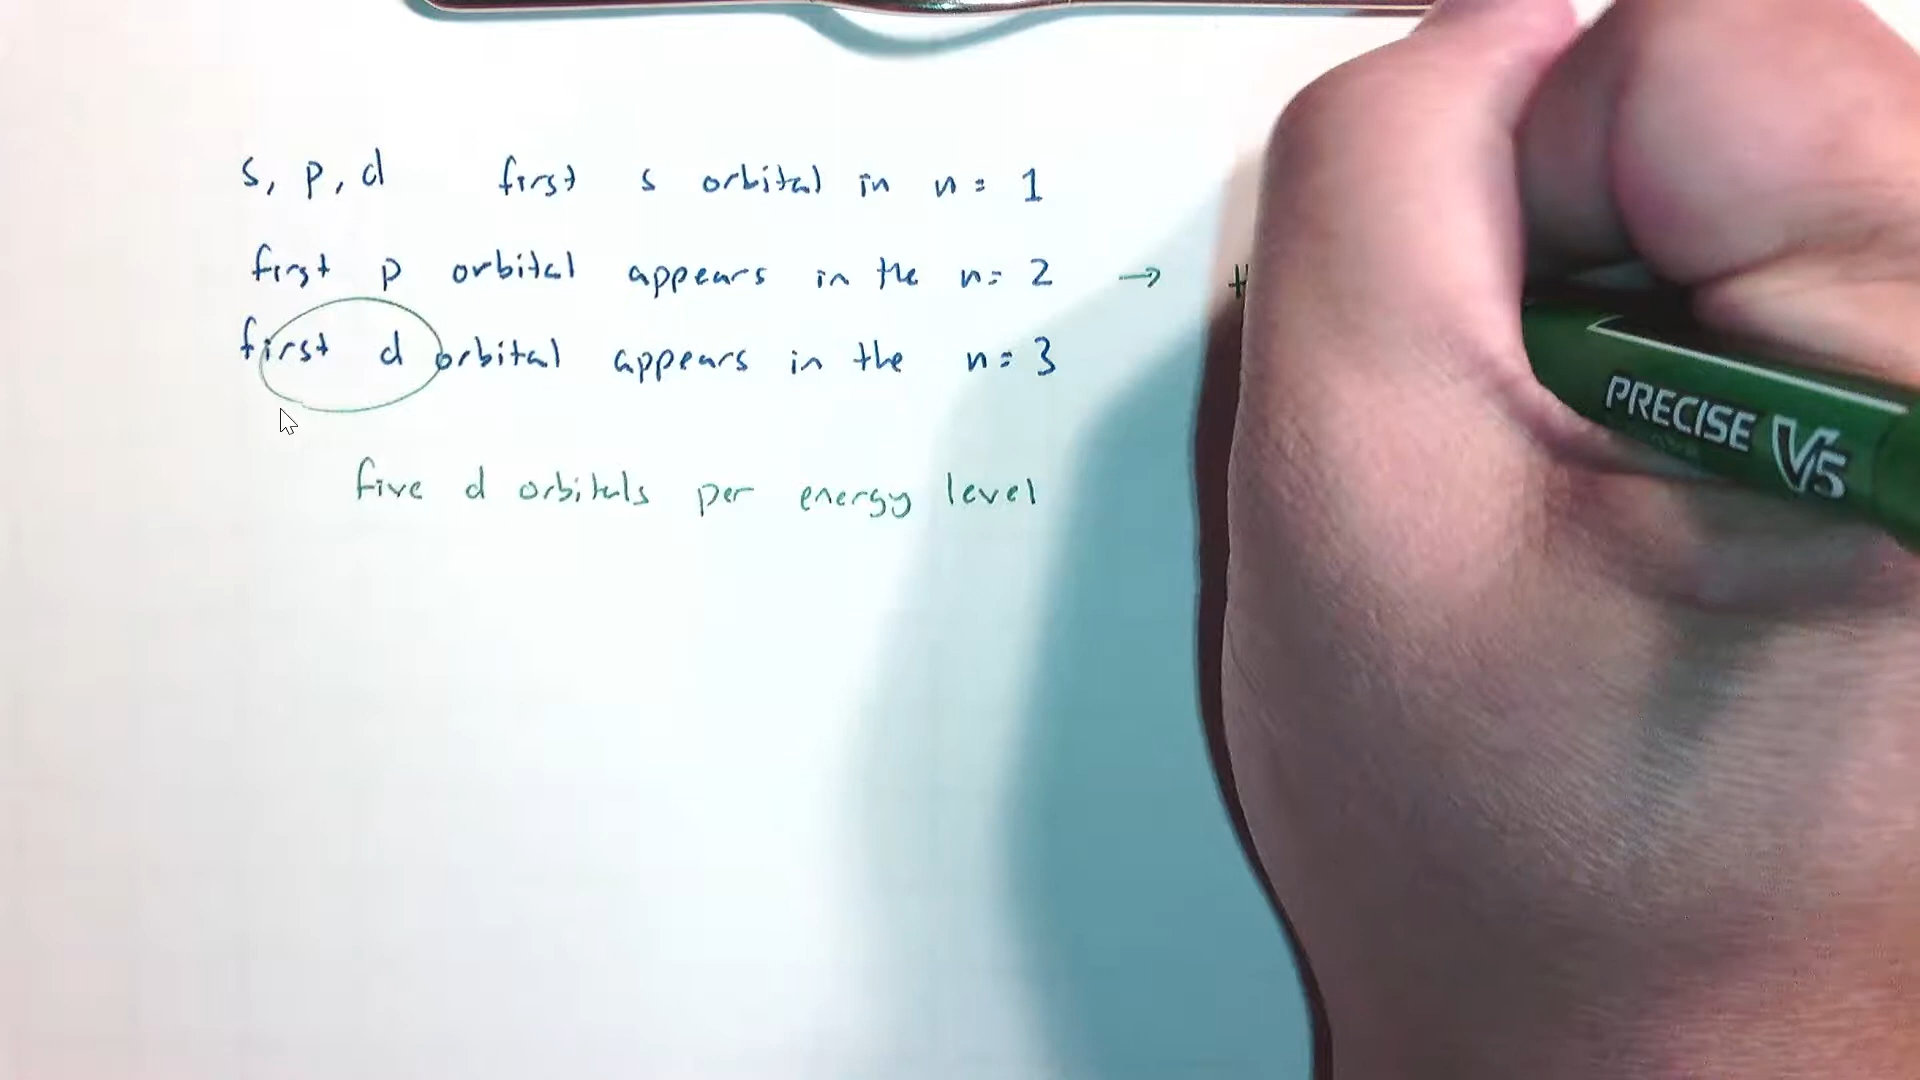 s, p, d first s orbital in n = 1
first p orbital appears in the n = 2 →
first d orbital appears in the n = 3
five d orbitals per energy level
PRECISE V5